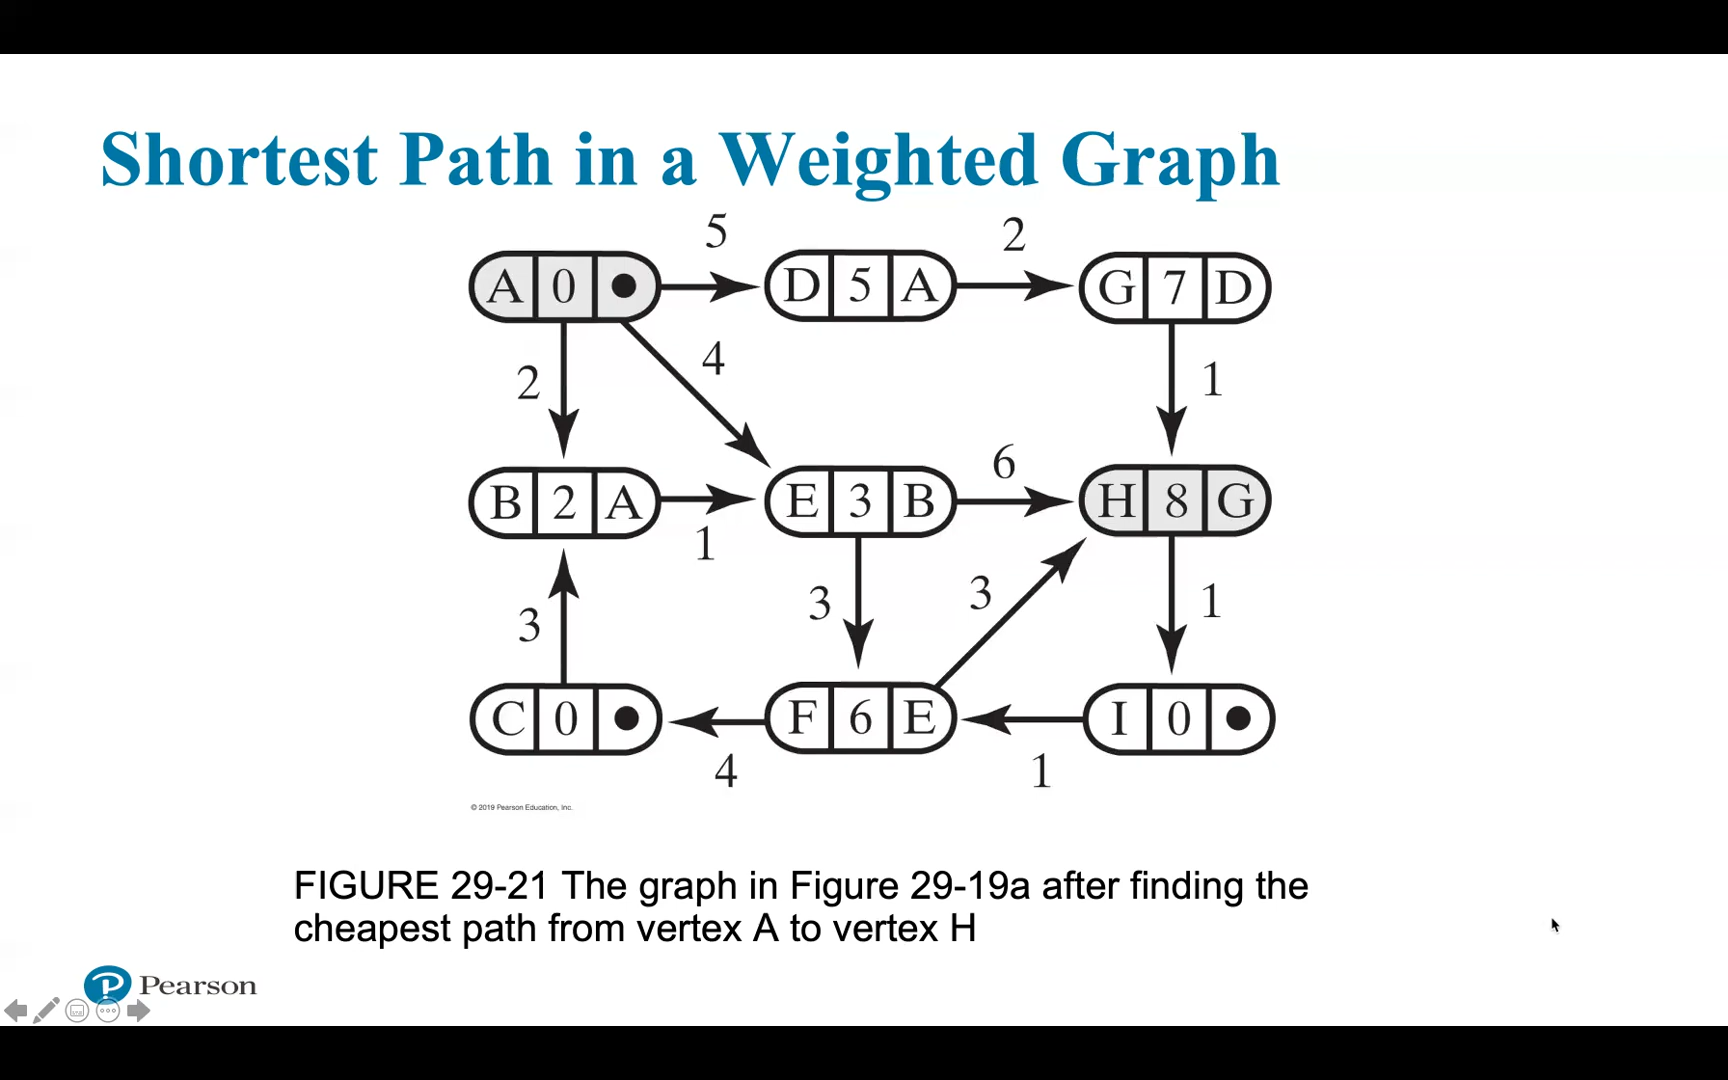 Shortest Path in a Weighted Graph
5
2
A 0 ●
D 5 A
G 7 D
2
4
1
6
B 2 A
E 3 B
H 8 G
1
3
3
3
1
C 0 ●
F 6 E
I 0 ●
4
1
© 2019 Pearson Education, Inc.
FIGURE 29-21 The graph in Figure 29-19a after finding the
cheapest path from vertex A to vertex H
P Pearson